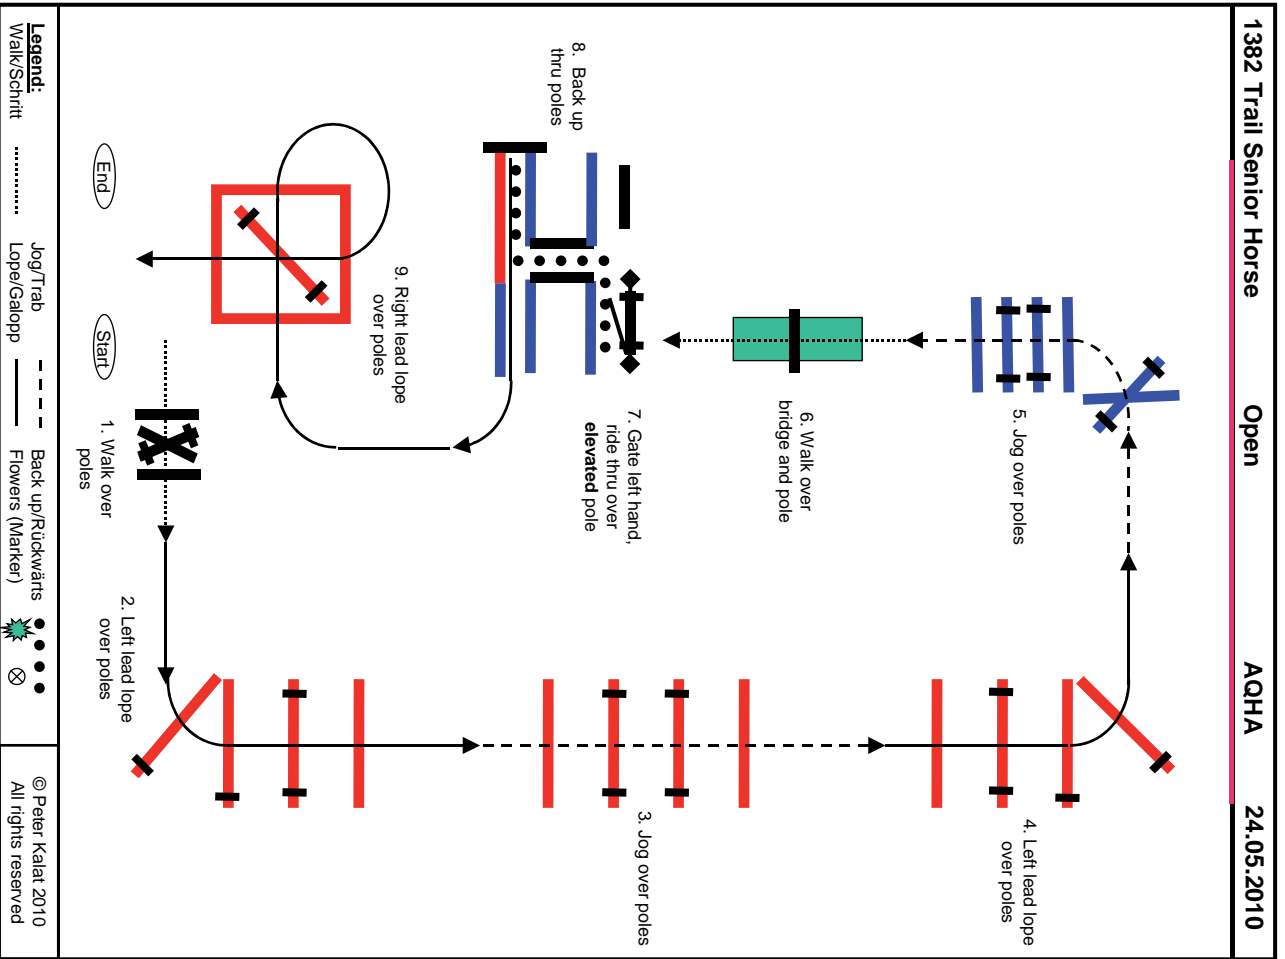 1382 Trail Senior Horse Open AQHA 24.05.2010
8. Back up
thru poles
5. Jog over poles
6. Walk over
bridge and pole
7. Gate left hand,
ride thru over
elevated pole
4. Left lead lope
over poles
3. Jog over poles
9. Right lead lope
over poles
2. Left lead lope
over poles
1. Walk over
poles
End
Start
Legend:
Walk/Schritt
Jog/Trab
Lope/Galopp
Back up/Rückwärts
Flowers (Marker)
© Peter Kalat 2010
All rights reserved